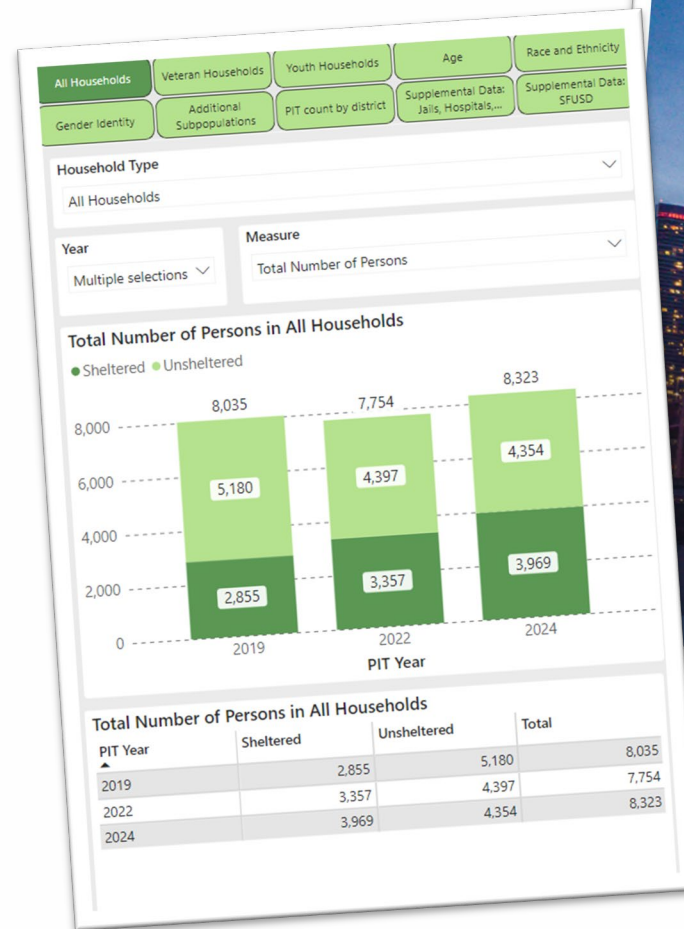 All Households
Veteran Households
Youth Households
Age
Race and Ethnicity
Gender Identity
Additional
Subpopulations
PIT count by district
Supplemental Data:
Jails, Hospitals,...
Supplemental Data:
SFUSD
Household Type
All Households
Year
Measure
Multiple selections
Total Number of Persons
Total Number of Persons in All Households
Sheltered Unsheltered
8,035
7,754
8,323
8,000
6,000
4,000
2,000
0
5,180
4,397
4,354
2,855
3,357
3,969
2019
2022
2024
PIT Year
Total Number of Persons in All Households
PIT Year Sheltered Unsheltered Total
2019 2,855 5,180 8,035
2022 3,357 4,397 7,754
2024 3,969 4,354 8,323